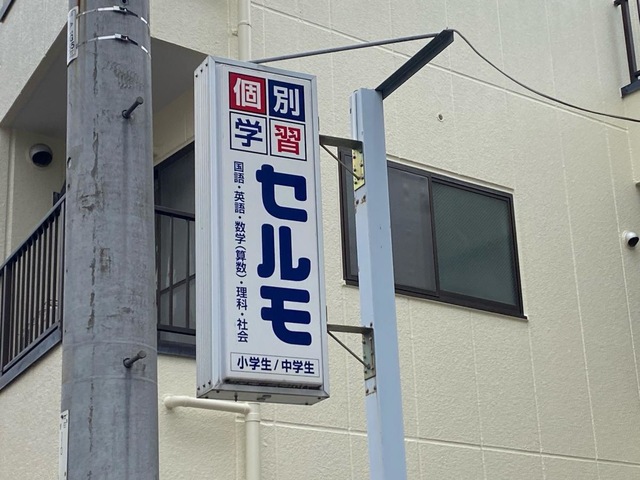 個別
学習
セルモ
国語・英語・数学(算数)・理科・社会
小学生/中学生